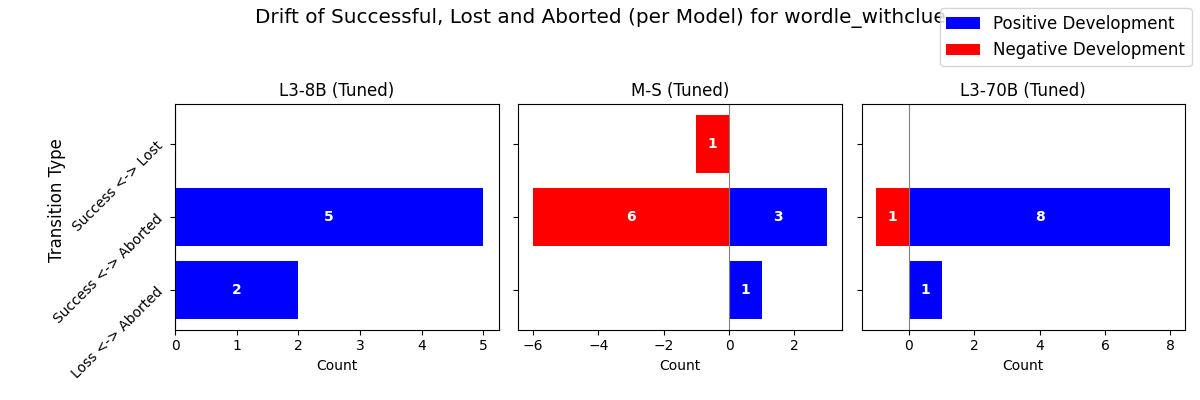 Drift of Successful, Lost and Aborted (per Model) for wordle_withclue
Positive Development
Negative Development
L3-8B (Tuned)
M-S (Tuned)
L3-70B (Tuned)
Transition Type
Success <-> Lost
1
Success <-> Aborted
5
6
3
1
8
Loss <-> Aborted
2
1
1
0
1
2
3
4
5
−6
−4
−2
0
2
0
2
4
6
8
Count
Count
Count